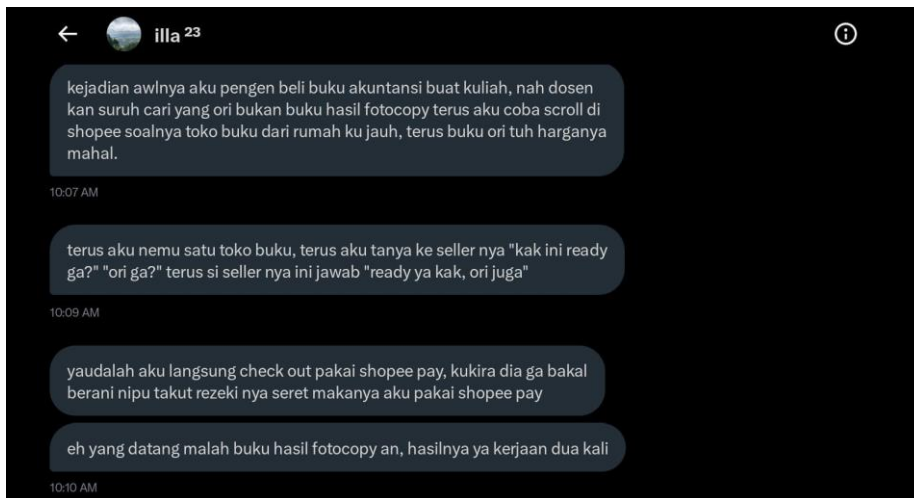 illa 23
kejadian awlnya aku pengen beli buku akuntansi buat kuliah, nah dosen
kan suruh cari yang ori bukan buku hasil fotocopy terus aku coba scroll di
shopee soalnya toko buku dari rumah ku jauh, terus buku ori tuh harganya
mahal.
10:07 AM
terus aku nemu satu toko buku, terus aku tanya ke seller nya "kak ini ready
ga?" "ori ga?" terus si seller nya ini jawab "ready ya kak, ori juga"
10:09 AM
yaudalah aku langsung check out pakai shopee pay, kukira dia ga bakal
berani nipu takut rezeki nya seret makanya aku pakai shopee pay
eh yang datang malah buku hasil fotocopy an, hasilnya ya kerjaan dua kali
10:10 AM